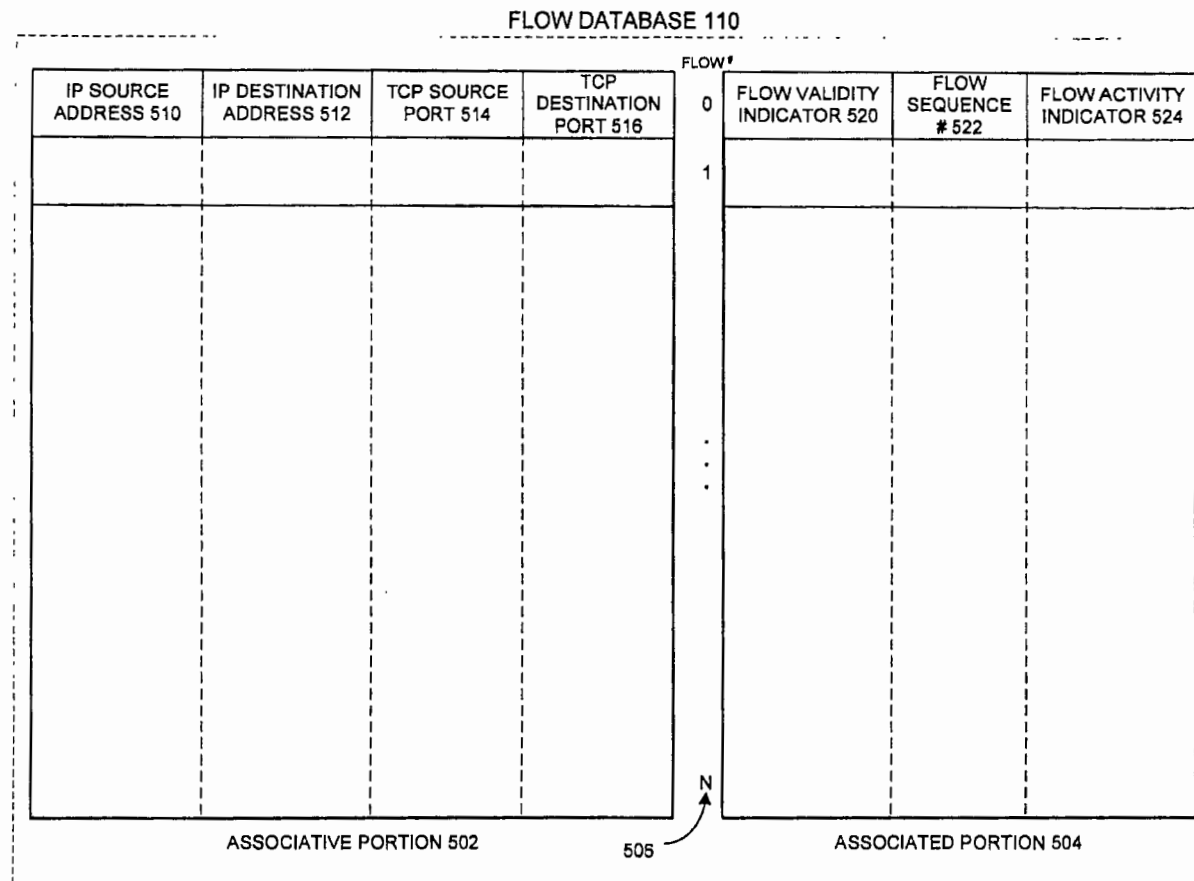 FLOW DATABASE 110
FLOW#
IP SOURCE
ADDRESS 510
IP DESTINATION
ADDRESS 512
TCP SOURCE
PORT 514
TCP
DESTINATION
PORT 516
0
FLOW VALIDITY
INDICATOR 520
FLOW
SEQUENCE
# 522
FLOW ACTIVITY
INDICATOR 524
1
N
ASSOCIATIVE PORTION 502
506
ASSOCIATED PORTION 504